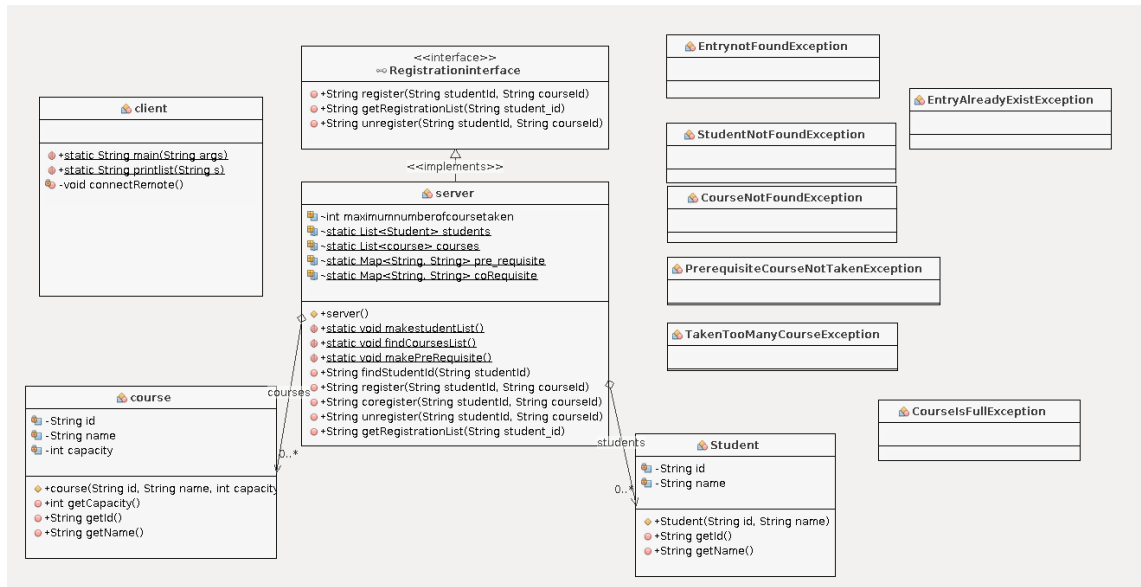 client
+static String main(String args)
+static String printlist(String s)
-void connectRemote()
<<interface>>
Registrationinterface
+String register(String studentId, String courseId)
+String getRegistrationList(String student_id)
+String unregister(String studentId, String courseId)
<<implements>>
server
~int maximumnumberofcoursetaken
~static List<Student> students
~static List<course> courses
~static Map<String, String> pre_requisite
~static Map<String, String> coRequisite
+server()
+static void makestudentList()
+static void findCoursesList()
+static void makePreRequisite()
+String findStudentId(String studentId)
+String register(String studentId, String courseId)
+String coregister(String studentId, String courseId)
+String unregister(String studentId, String courseId)
+String getRegistrationList(String student_id)
courses
0..*
course
-String id
-String name
-int capacity
+course(String id, String name, int capacity
+int getCapacity()
+String getId()
+String getName()
students
0..*
Student
-String id
-String name
+Student(String id, String name)
+String getId()
+String getName()
EntrynotFoundException
EntryAlreadyExistException
StudentNotFoundException
CourseNotFoundException
PrerequisiteCourseNotTakenException
TakenTooManyCourseException
CourseIsFullException